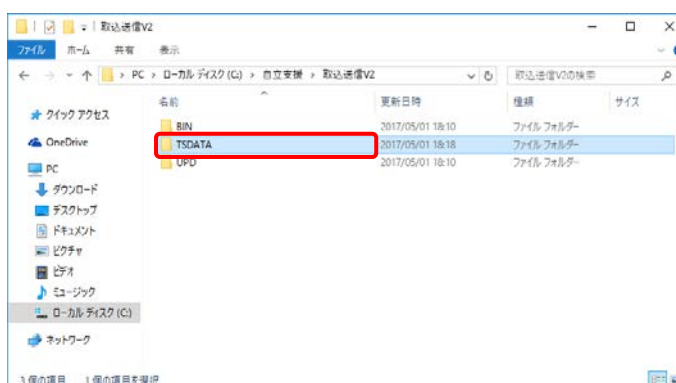 取込送信V2
ファイル ホーム 共有 表示
PC › ローカル ディスク (C:) › 自立支援 › 取込送信V2
取込送信V2の検索
名前 更新日時 種類 サイズ
クイック アクセス
BIN 2017/05/01 18:10 ファイル フォルダー
OneDrive
TSDATA 2017/05/01 18:18 ファイル フォルダー
UPD 2017/05/01 18:10 ファイル フォルダー
PC
ダウンロード
デスクトップ
ドキュメント
ピクチャ
ビデオ
ミュージック
ローカル ディスク (C:)
ネットワーク
3 個の項目 1 個の項目を選択